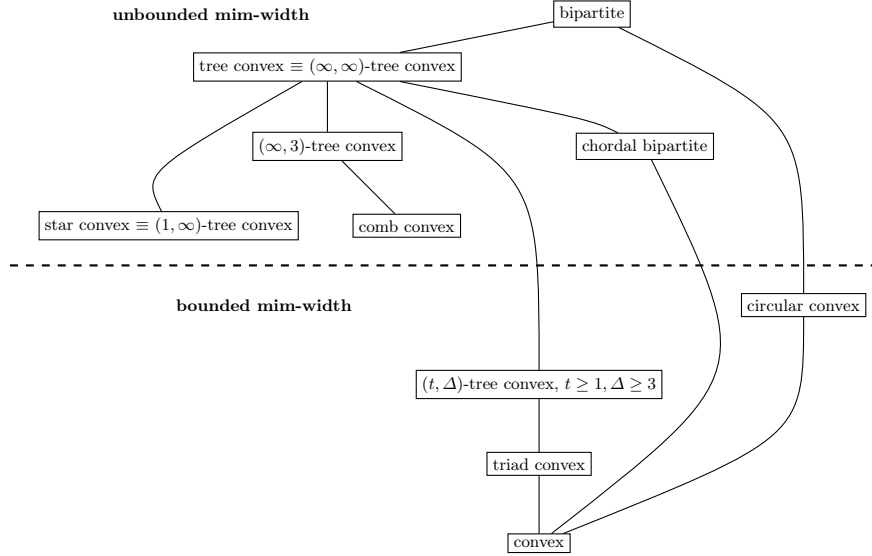 unbounded mim-width
bipartite
tree convex ≡ (∞, ∞)-tree convex
(∞, 3)-tree convex
chordal bipartite
star convex ≡ (1, ∞)-tree convex
comb convex
bounded mim-width
circular convex
(t, Δ)-tree convex, t ≥ 1, Δ ≥ 3
triad convex
convex